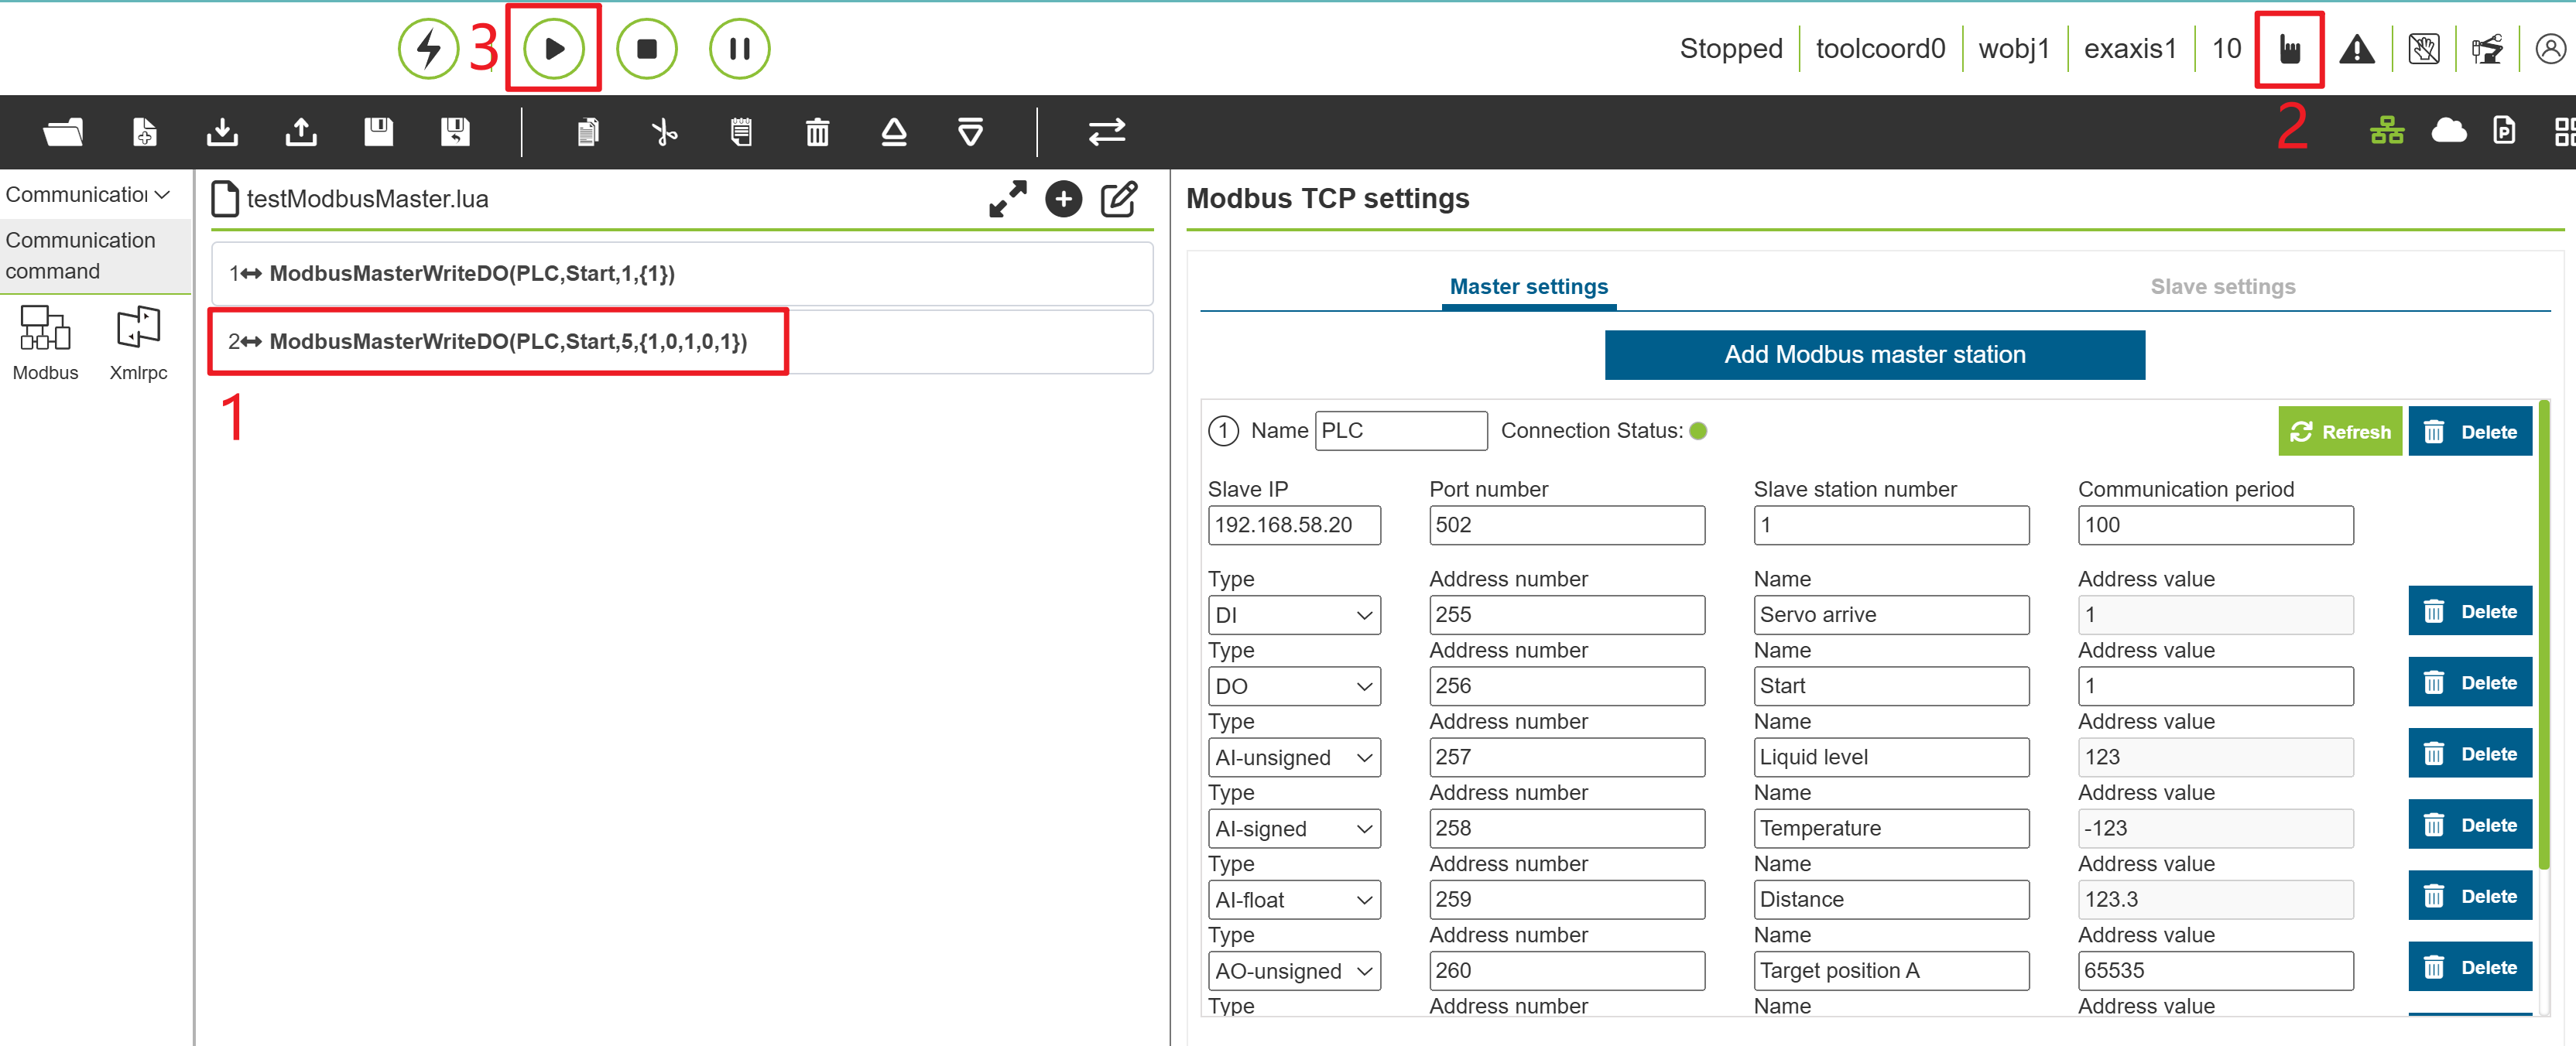 3
Stopped toolcoord0 wobj1 exaxis1 10
2
Communication
Communication command
Modbus Xmlrpc
testModbusMaster.lua
1 ModbusMasterWriteDO(PLC,Start,1,{1})
2 ModbusMasterWriteDO(PLC,Start,5,{1,0,1,0,1})
1
Modbus TCP settings
Master settings Slave settings
Add Modbus master station
1 Name PLC Connection Status: Refresh Delete
Slave IP Port number Slave station number Communication period
192.168.58.20 502 1 100
Type Address number Name Address value
DI 255 Servo arrive 1 Delete
Type Address number Name Address value
DO 256 Start 1 Delete
Type Address number Name Address value
AI-unsigned 257 Liquid level 123 Delete
Type Address number Name Address value
AI-signed 258 Temperature -123 Delete
Type Address number Name Address value
AI-float 259 Distance 123.3 Delete
Type Address number Name Address value
AO-unsigned 260 Target position A 65535 Delete
Type Address number Name Address value